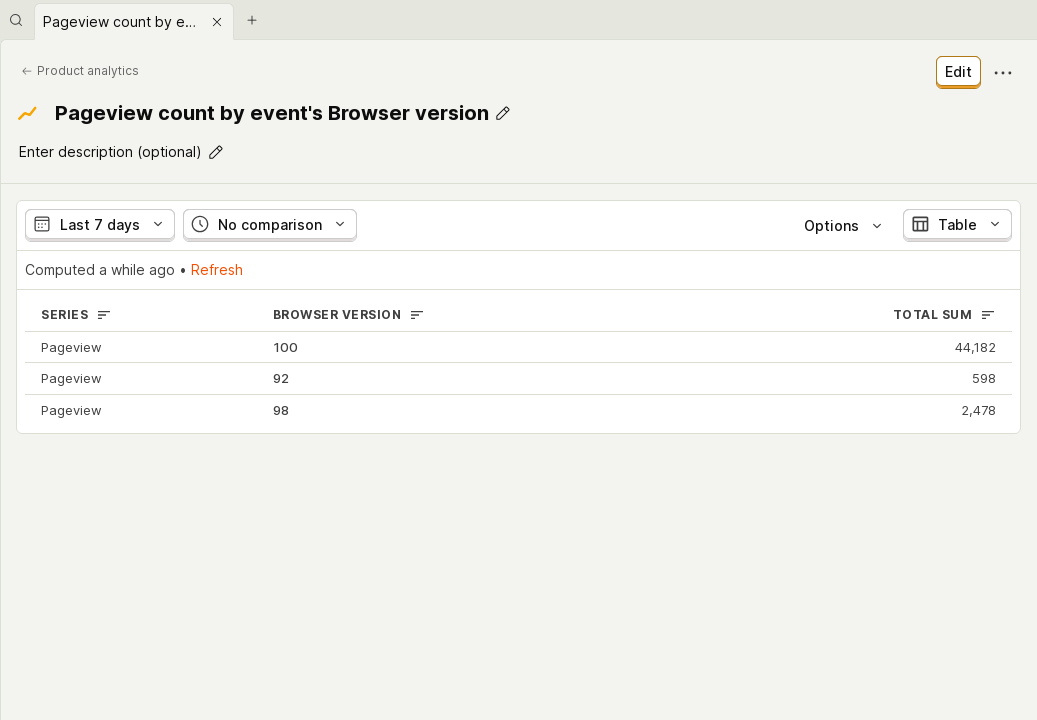 Pageview count by e...
Product analytics
Edit
Pageview count by event's Browser version
Enter description (optional)
Last 7 days
No comparison
Options
Table
Computed a while ago • Refresh
SERIES BROWSER VERSION TOTAL SUM
Pageview 100 44,182
Pageview 92 598
Pageview 98 2,478